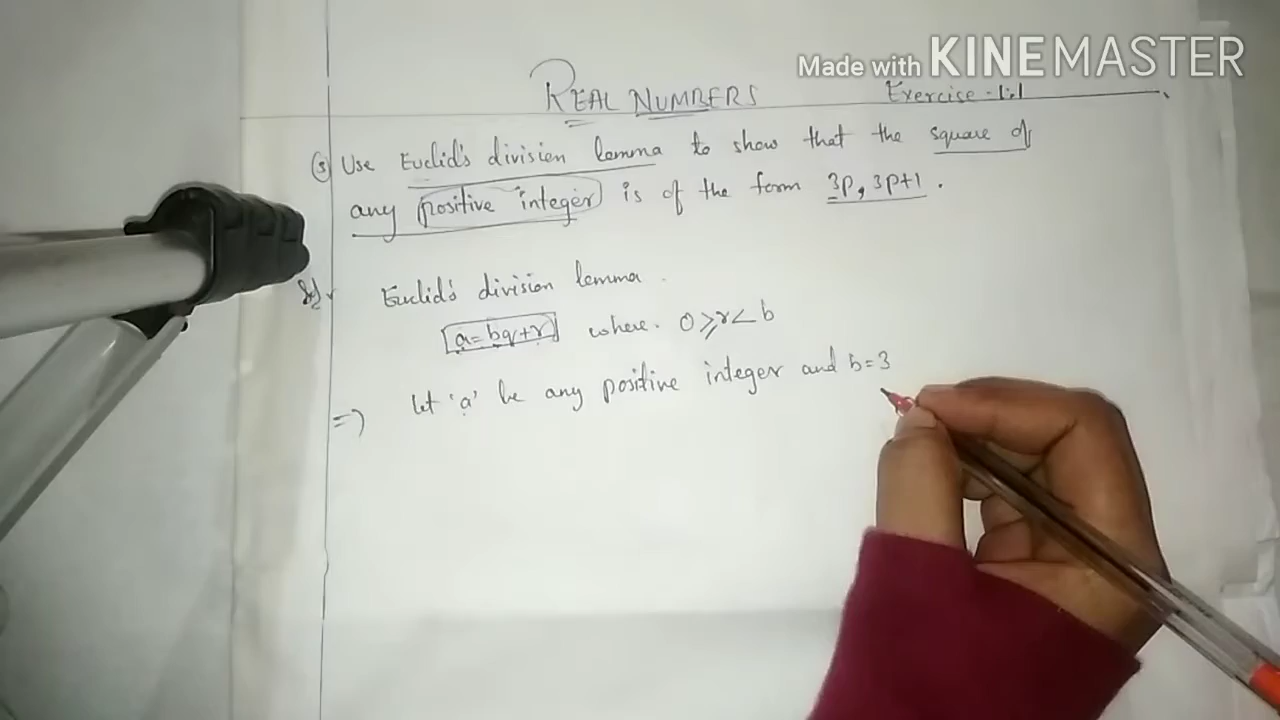 Made with KINEMASTER
REAL NUMBERS Exercise - 1.1
③ Use Euclid's division lemma to show that the square of
any positive integer is of the form 3p, 3p+1.
Sol Euclid's division lemma.
a = bq+r where. 0 ≥ r < b
=) Let 'a' be any positive integer and b=3